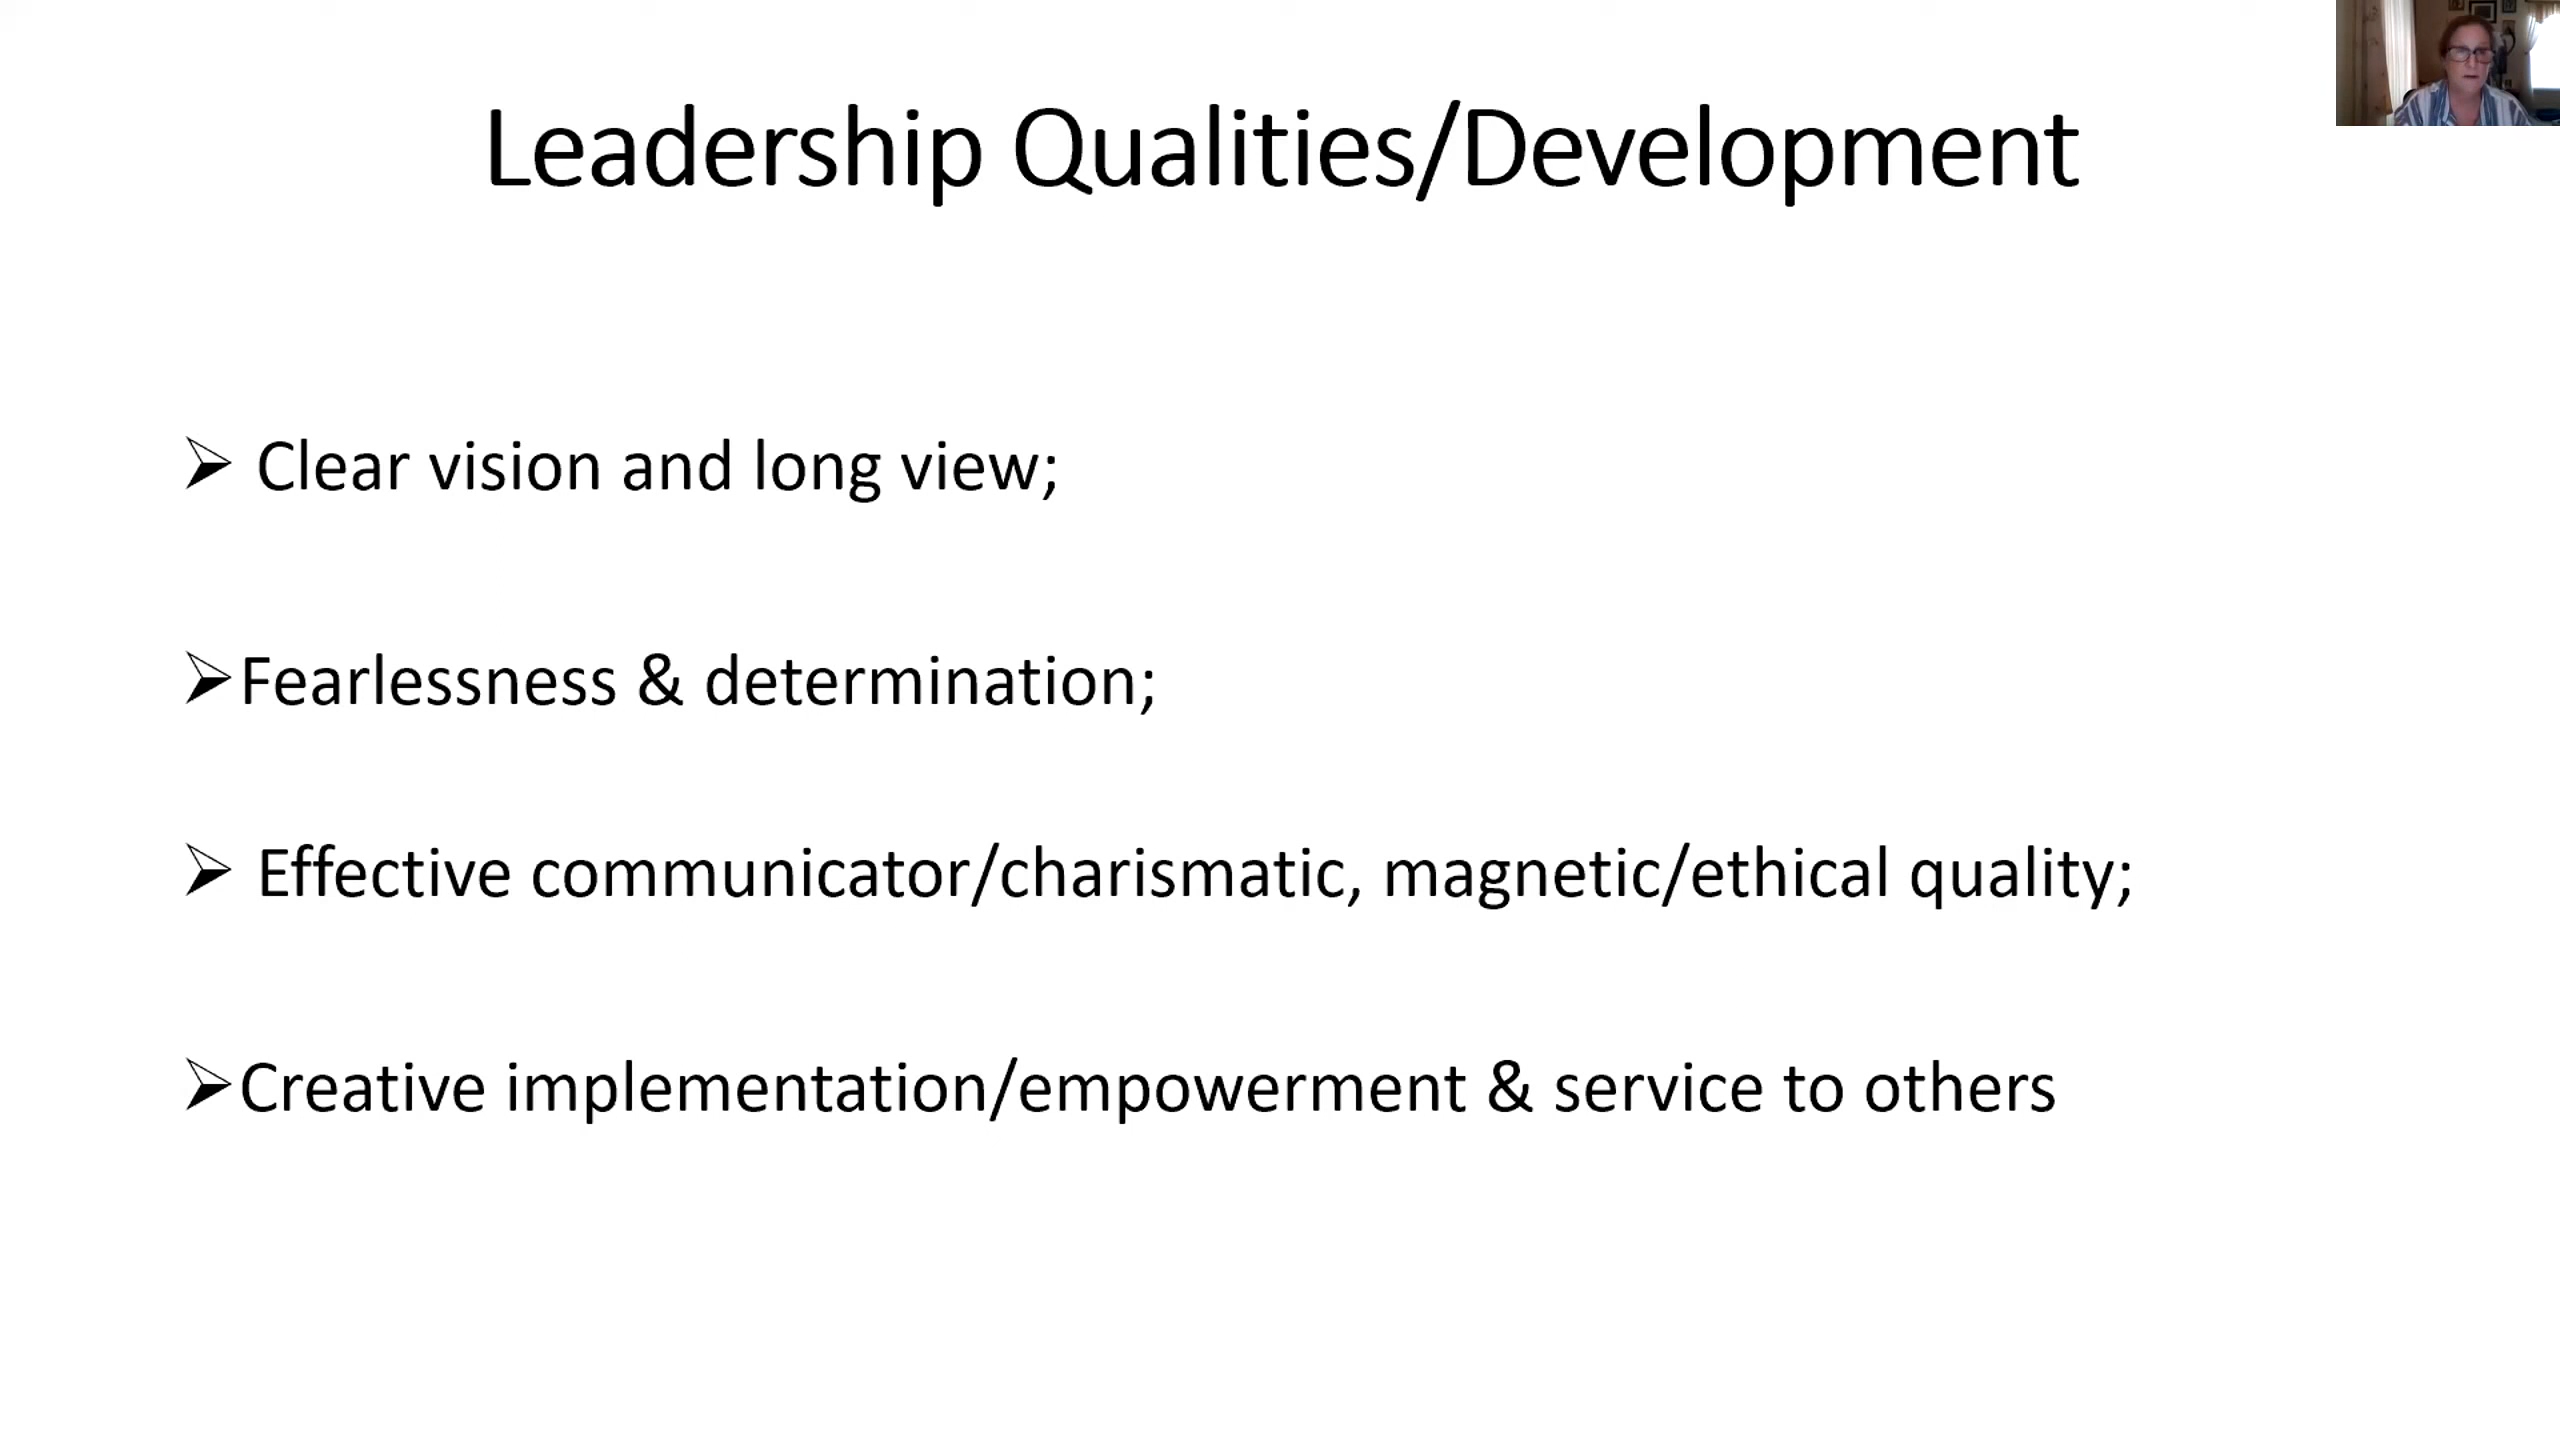 Leadership Qualities/Development
➢ Clear vision and long view;
➢Fearlessness & determination;
➢ Effective communicator/charismatic, magnetic/ethical quality;
➢Creative implementation/empowerment & service to others